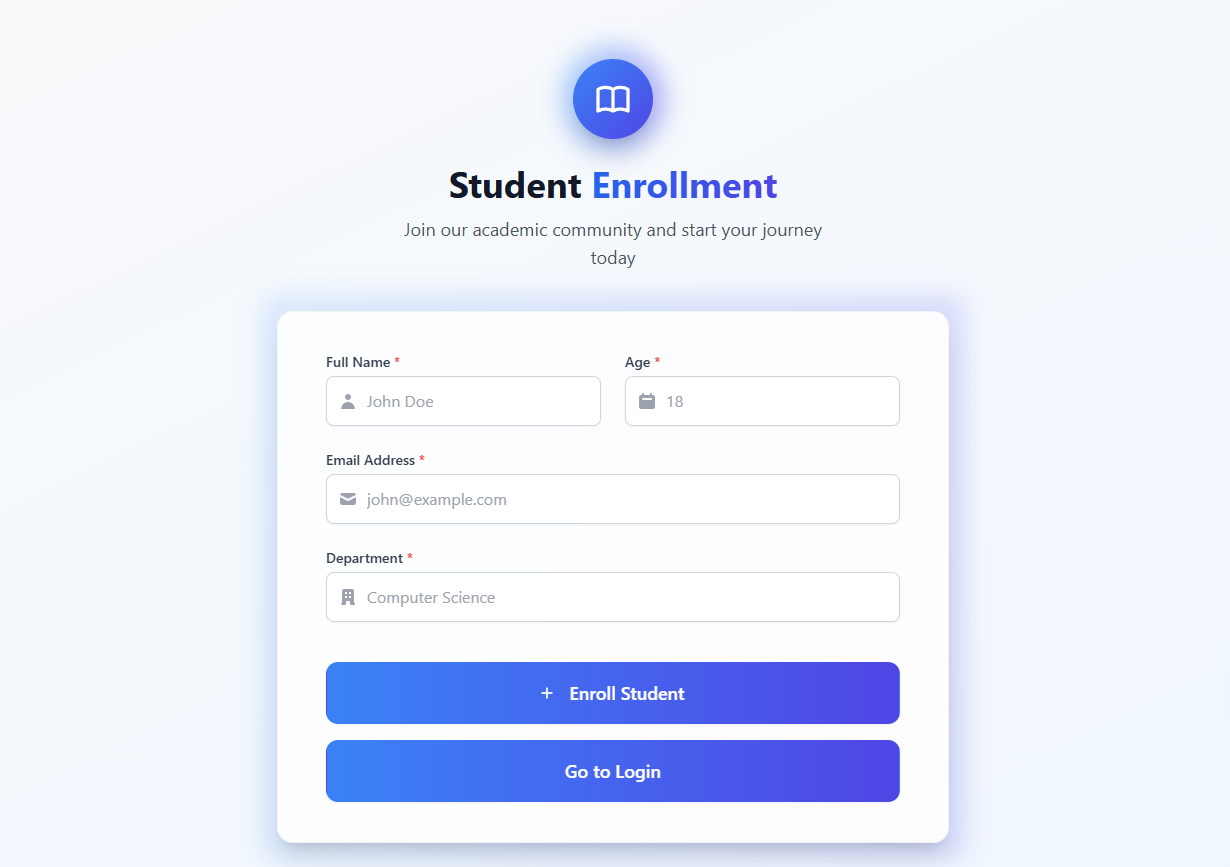 Student Enrollment
Join our academic community and start your journey
today
Full Name *
Age *
John Doe
18
Email Address *
john@example.com
Department *
Computer Science
+ Enroll Student
Go to Login